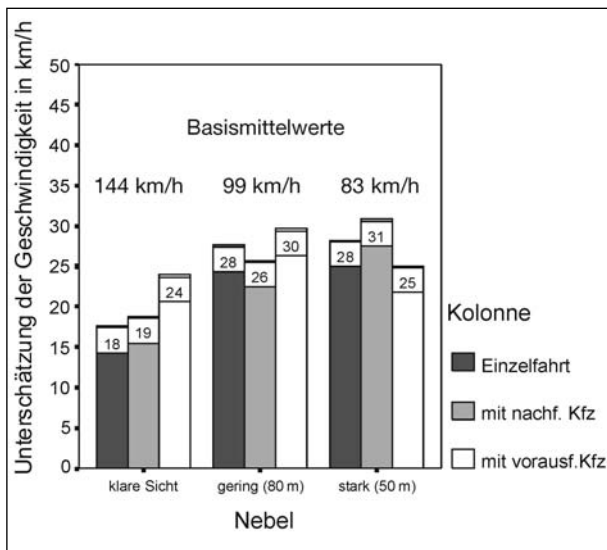 Unterschätzung der Geschwindigkeit in km/h
50
45
40
35
30
25
20
15
10
5
0
Basismittelwerte
144 km/h 99 km/h 83 km/h
18 19 24 28 26 30 28 31 25
klare Sicht gering (80 m) stark (50 m)
Nebel
Kolonne
Einzelfahrt
mit nachf. Kfz
mit vorausf.Kfz